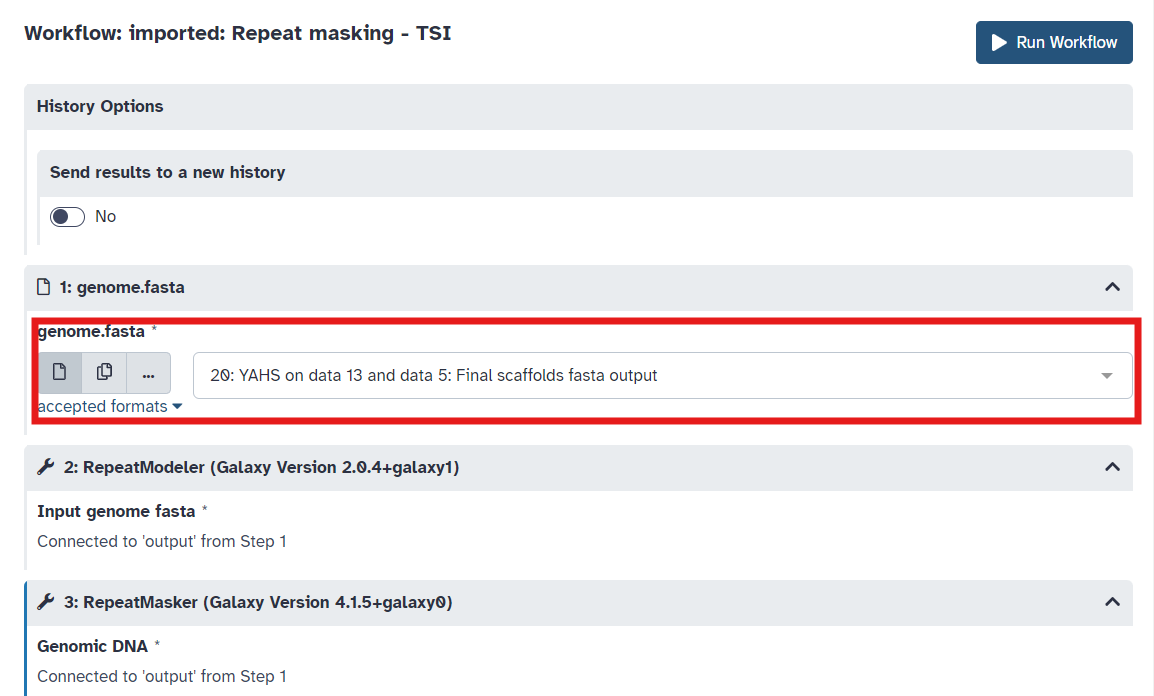 Workflow: imported: Repeat masking - TSI
Run Workflow
History Options
Send results to a new history
No
1: genome.fasta
genome.fasta *
...
20: YAHS on data 13 and data 5: Final scaffolds fasta output
accepted formats
2: RepeatModeler (Galaxy Version 2.0.4+galaxy1)
Input genome fasta *
Connected to 'output' from Step 1
3: RepeatMasker (Galaxy Version 4.1.5+galaxy0)
Genomic DNA *
Connected to 'output' from Step 1